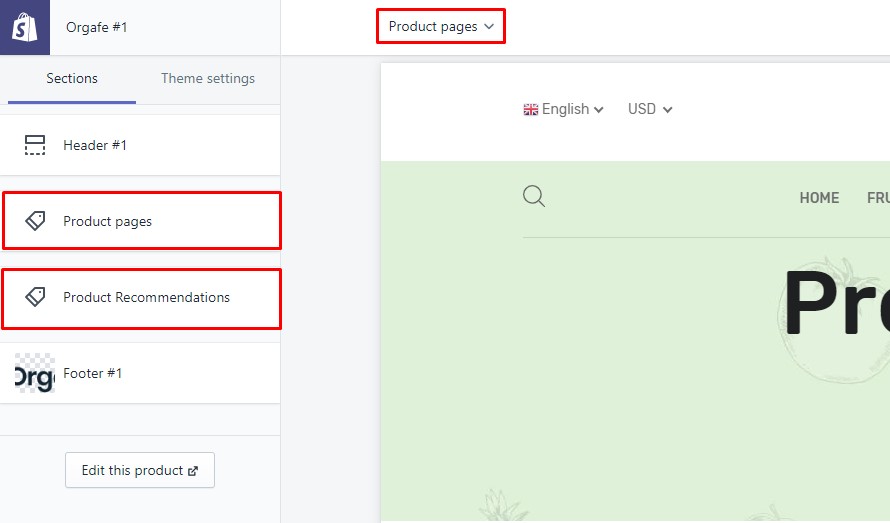 Orgafe #1
Product pages
Sections
Theme settings
English
USD
Header #1
HOME
FRU
Product pages
Pro
Product Recommendations
Orga
Footer #1
Edit this product